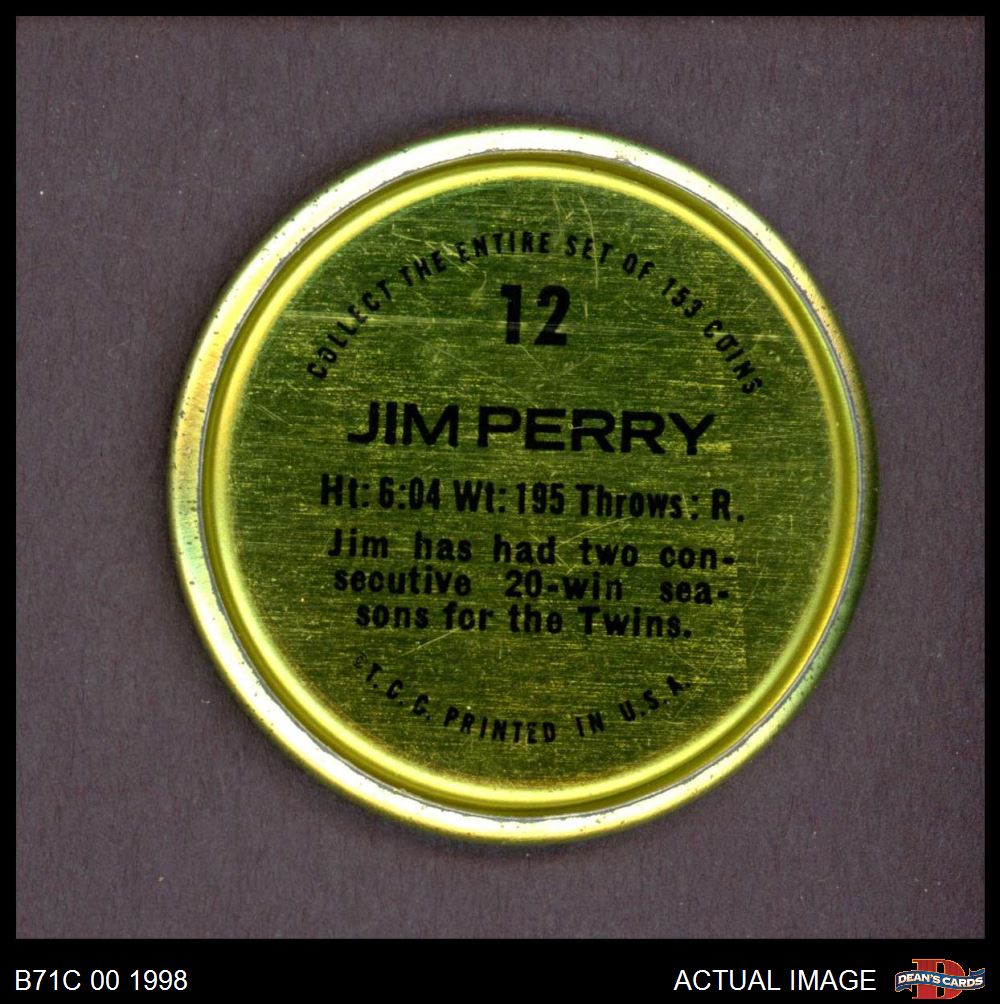 COLLECT THE ENTIRE SET OF 153 COINS
12
JIM PERRY
Ht: 6:04 Wt: 195 Throws: R.
Jim has had two con-
secutive 20-win sea-
sons for the Twins.
© T.C.G. PRINTED IN U.S.A.
B71C 00 1998
ACTUAL IMAGE
D
DEAN'S CARDS